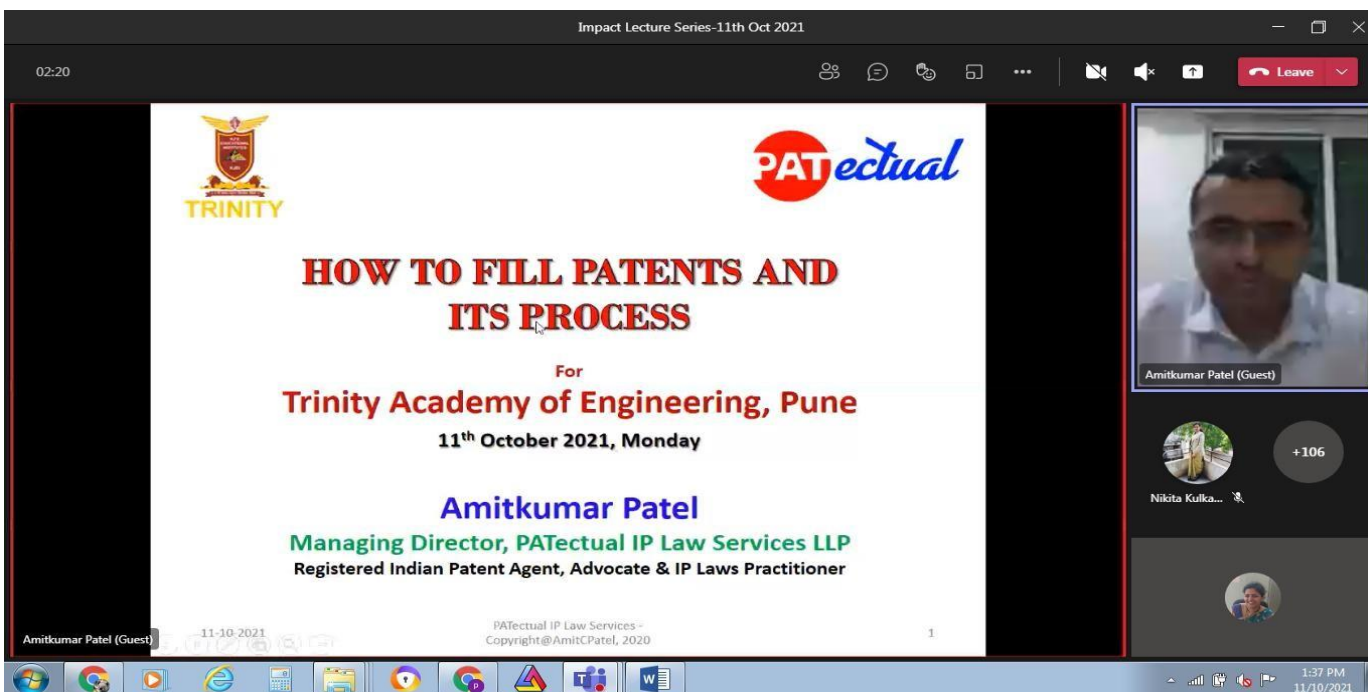 Impact Lecture Series-11th Oct 2021
02:20
Leave
TRINITY
PATectual
HOW TO FILL PATENTS AND
ITS PROCESS
For
Trinity Academy of Engineering, Pune
11th October 2021, Monday
Amitkumar Patel
Managing Director, PATectual IP Law Services LLP
Registered Indian Patent Agent, Advocate & IP Laws Practitioner
11-10-2021
PATectual IP Law Services -
Copyright@AmitCPatel, 2020
1
Amitkumar Patel (Guest)
Amitkumar Patel (Guest)
+106
Nikita Kulka...
1:37 PM
11/10/2021